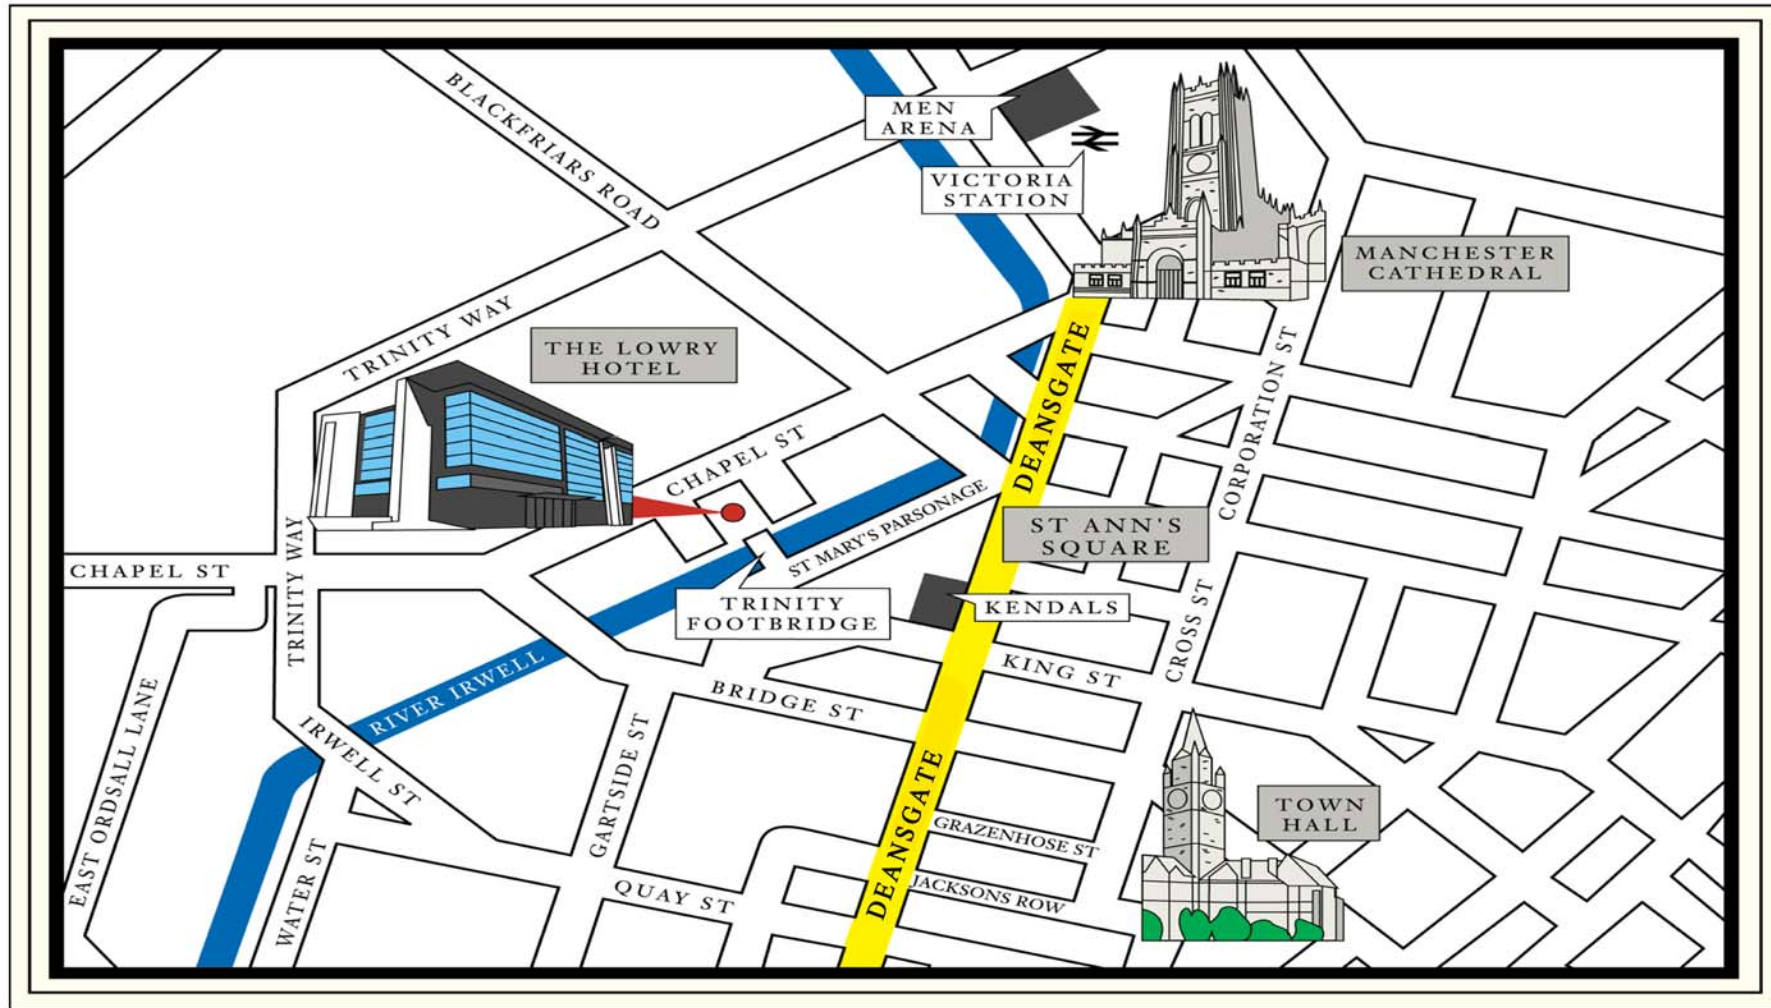 BLACKFRIARS ROAD
MEN
ARENA
VICTORIA
STATION
MANCHESTER
CATHEDRAL
TRINITY WAY
THE LOWRY
HOTEL
DEANSGATE
CORPORATION ST
CHAPEL ST
ST MARY'S PARSONAGE
ST ANN'S
SQUARE
CHAPEL ST
TRINITY WAY
TRINITY
FOOTBRIDGE
KENDALS
CROSS ST
KING ST
RIVER IRWELL
BRIDGE ST
IRWELL ST
EAST ORDSALL LANE
GARTSIDE ST
DEANSGATE
TOWN
HALL
GRAZENHOSE ST
JACKSONS ROW
WATER ST
QUAY ST